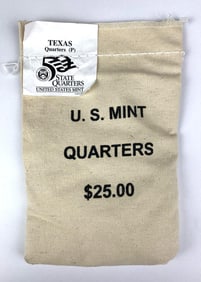 TEXAS
Quarters (P)
50
STATE
QUARTERS
UNITED STATES MINT
U. S. MINT
QUARTERS
$25.00